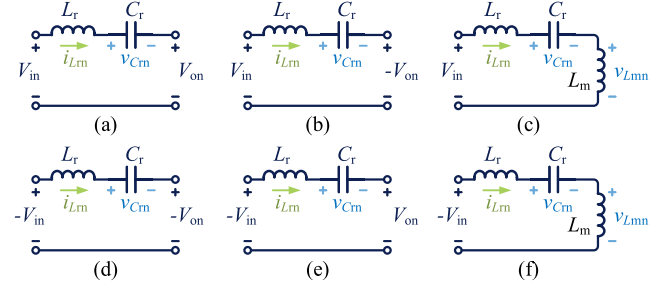 Lr Cr Lr Cr Lr Cr
+ + + + + +
iLrn + vCrn − iLrn + vCrn − iLrn + vCrn − +
Vin Von Vin -Von Vin Lm vLmn
− − − − − −
(a) (b) (c)
Lr Cr Lr Cr Lr Cr
+ + + + + +
iLrn + vCrn − iLrn + vCrn − iLrn + vCrn −
-Vin -Von -Vin Von -Vin Lm vLmn
− − − − − −
(d) (e) (f)